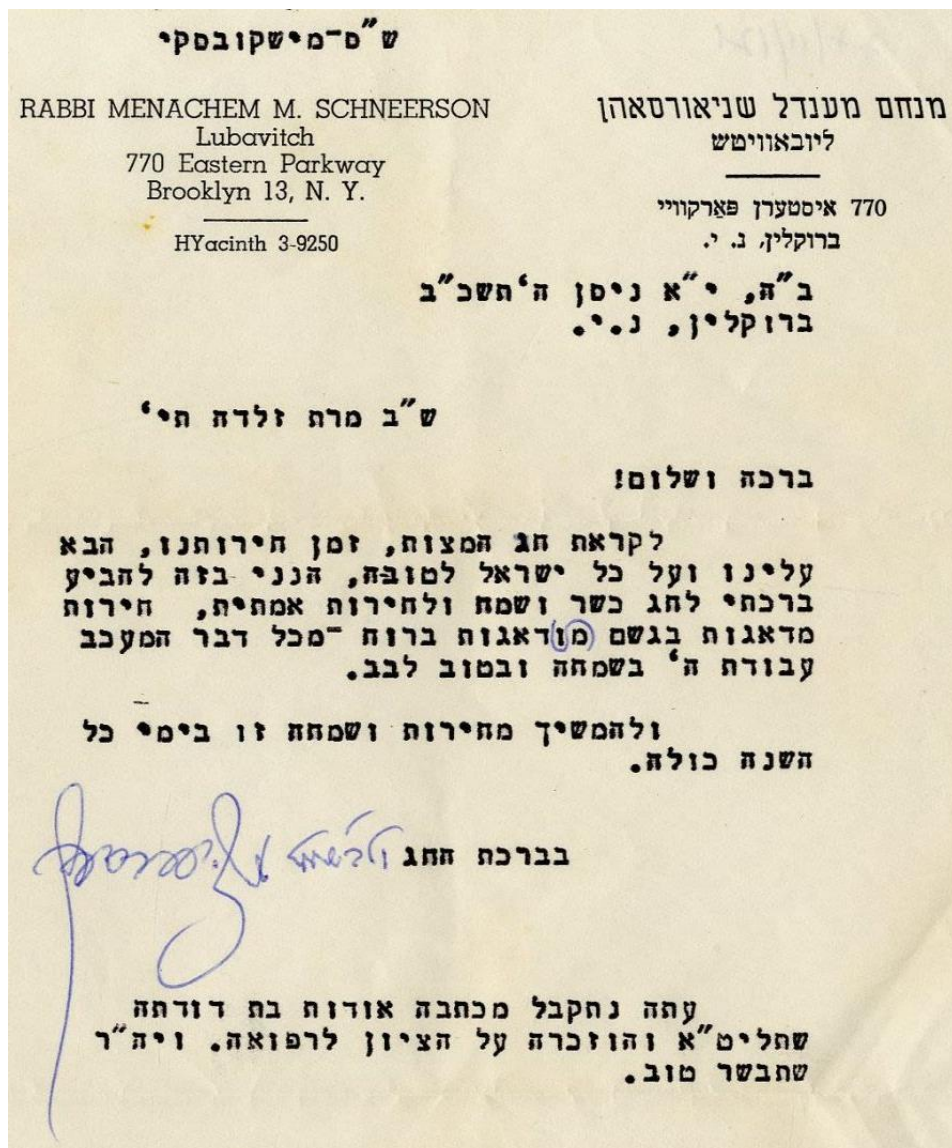 ש"ס-מישקובסקי
RABBI MENACHEM M. SCHNEERSON
Lubavitch
770 Eastern Parkway
Brooklyn 13, N. Y.
HYacinth 3-9250
מנחם מענדל שניאורסאהן
ליובאוויטש
770 איסטערן פּאַרקוויי
ברוקלין, נ. י.
ב"ה, י"א ניסן ה'תשכ"ב
ברוקלין, נ.י.
ש"ב מרת זלדה תי'
ברכה ושלום!
לקראת חג המצות, זמן חירותנו, הבא
עלינו ועל כל ישראל לטובה, הנני בזה להביע
ברכתי לחג כשר ושמח ולחירות אמתית, חירות
מדאגות בגשם ומדאגות ברוח -מכל דבר המעכב
עבודת ה' בשמחה ובטוב לבב.
ולהמשיך מחירות ושמחה זו בימי כל
השנה כולה.
בברכת החג
עתה נתקבל מכתבה אודות בת דודתה
שתליט"א והוזכרה על הציון לרפואה. ויה"ר
שתבשר טוב.